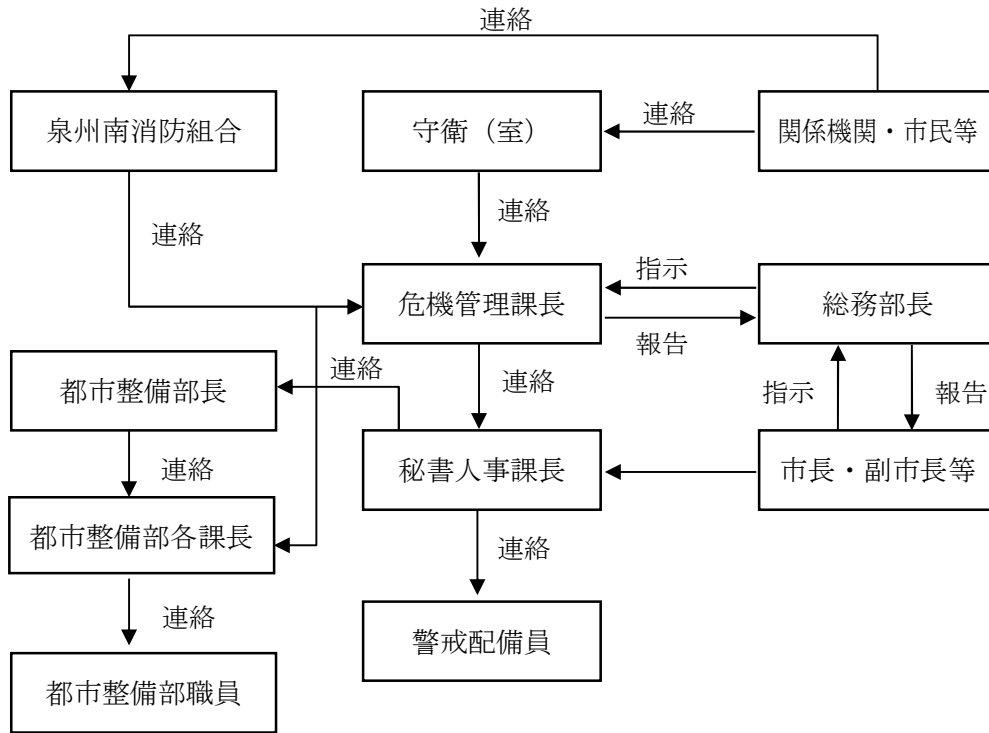 連絡
泉州南消防組合
守衛（室）
連絡
関係機関・市民等
連絡
連絡
危機管理課長
指示
総務部長
報告
都市整備部長
連絡
連絡
指示
報告
連絡
秘書人事課長
市長・副市長等
都市整備部各課長
連絡
連絡
警戒配備員
都市整備部職員